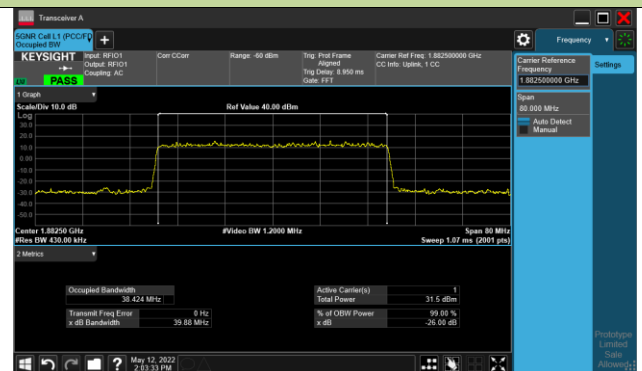 Transceiver A
5GNR Cell L1 (PCC/FD
Occupied BW
Frequency
KEYSIGHT
Input: RFIO1
Output: RFIO1
Coupling: AC
Corr CCorr
Range: -60 dBm
Trig: Prot Frame
Aligned
Trig Delay: 8.950 ms
Gate: FFT
Carrier Ref Freq: 1.882500000 GHz
CC Info: Uplink, 1 CC
PASS
Carrier Reference
Frequency
1.882500000 GHz
Settings
Span
80.000 MHz
Auto Detect
Manual
1 Graph
Scale/Div 10.0 dB
Ref Value 40.00 dBm
Log
30.0
20.0
10.0
0.00
-10.0
-20.0
-30.0
-40.0
-50.0
Center 1.88250 GHz
#Video BW 1.2000 MHz
Span 80 MHz
#Res BW 430.00 kHz
Sweep 1.07 ms (2001 pts)
2 Metrics
Occupied Bandwidth
38.424 MHz
Active Carrier(s)
1
Total Power
31.5 dBm
Transmit Freq Error
0 Hz
x dB Bandwidth
39.88 MHz
% of OBW Power
99.00 %
x dB
-26.00 dB
Prototype
Limited
Sale
Allowed
?
May 12, 2022
2:03:33 PM